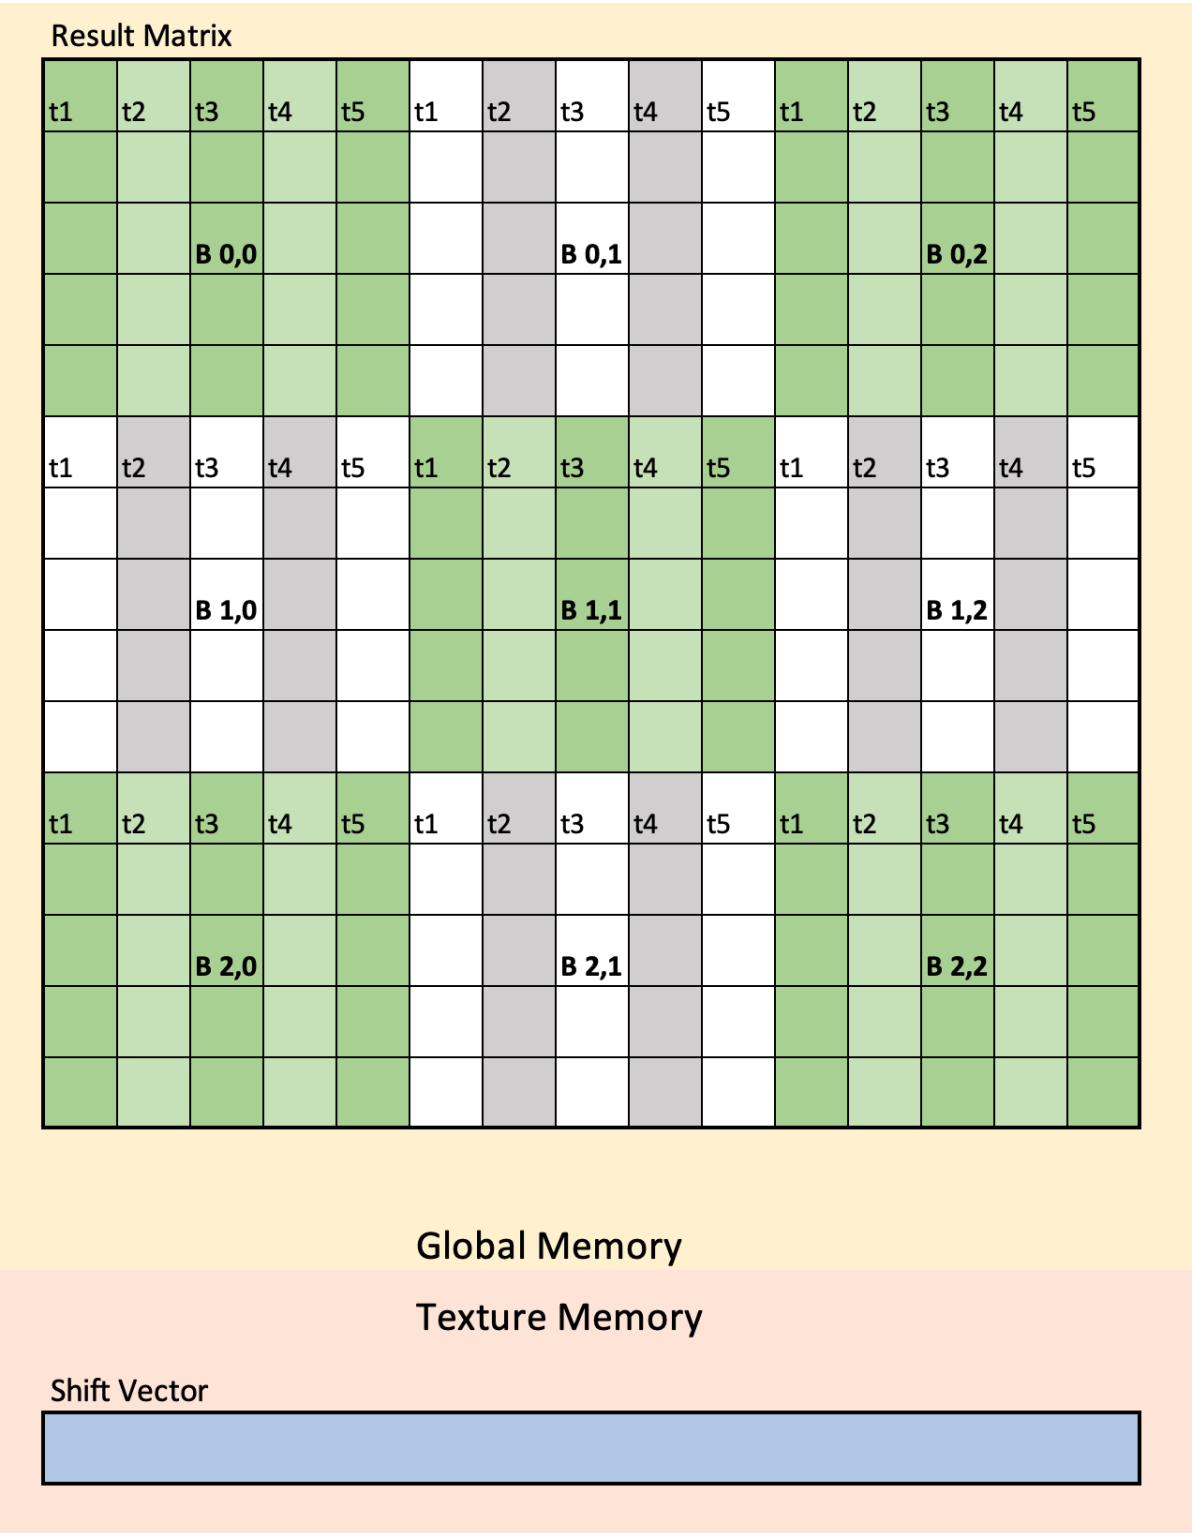 Result Matrix
t1 t2 t3 t4 t5 t1 t2 t3 t4 t5 t1 t2 t3 t4 t5
B 0,0 B 0,1 B 0,2
t1 t2 t3 t4 t5 t1 t2 t3 t4 t5 t1 t2 t3 t4 t5
B 1,0 B 1,1 B 1,2
t1 t2 t3 t4 t5 t1 t2 t3 t4 t5 t1 t2 t3 t4 t5
B 2,0 B 2,1 B 2,2
Global Memory
Texture Memory
Shift Vector